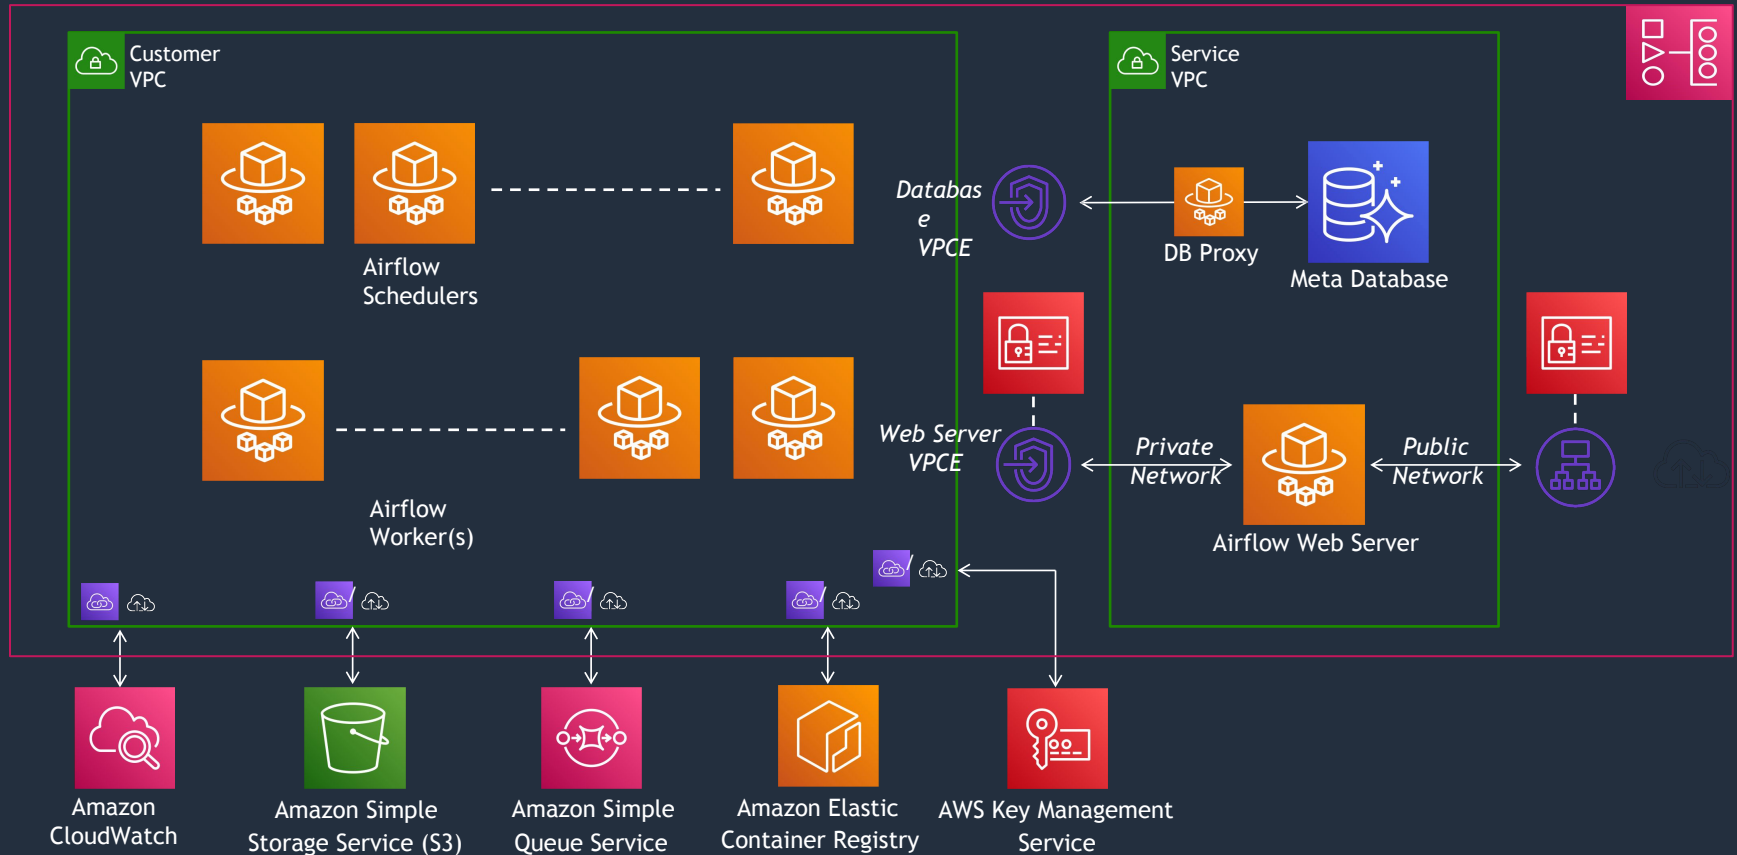 Customer
VPC
Service
VPC
Airflow
Schedulers
Databas
e
VPCE
DB Proxy
Meta Database
Web Server
VPCE
Private
Network
Public
Network
Airflow
Worker(s)
Airflow Web Server
/
/
/
/
Amazon
CloudWatch
Amazon Simple
Storage Service (S3)
Amazon Simple
Queue Service
Amazon Elastic
Container Registry
AWS Key Management
Service